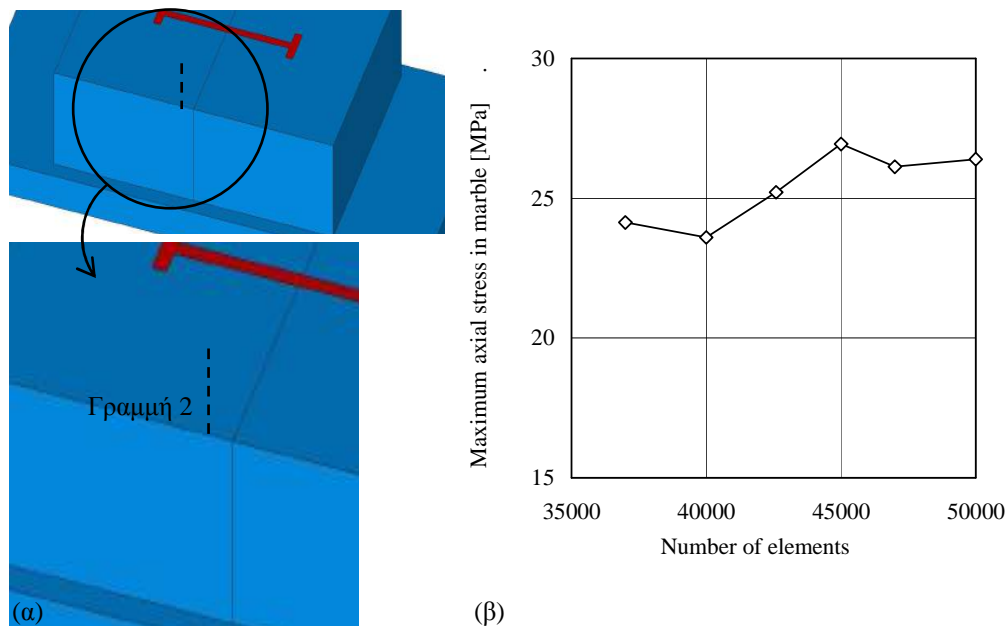 Γραμμή 2
(α)
Maximum axial stress in marble [MPa] .
30
25
20
15
35000 40000 45000 50000
Number of elements
(β)